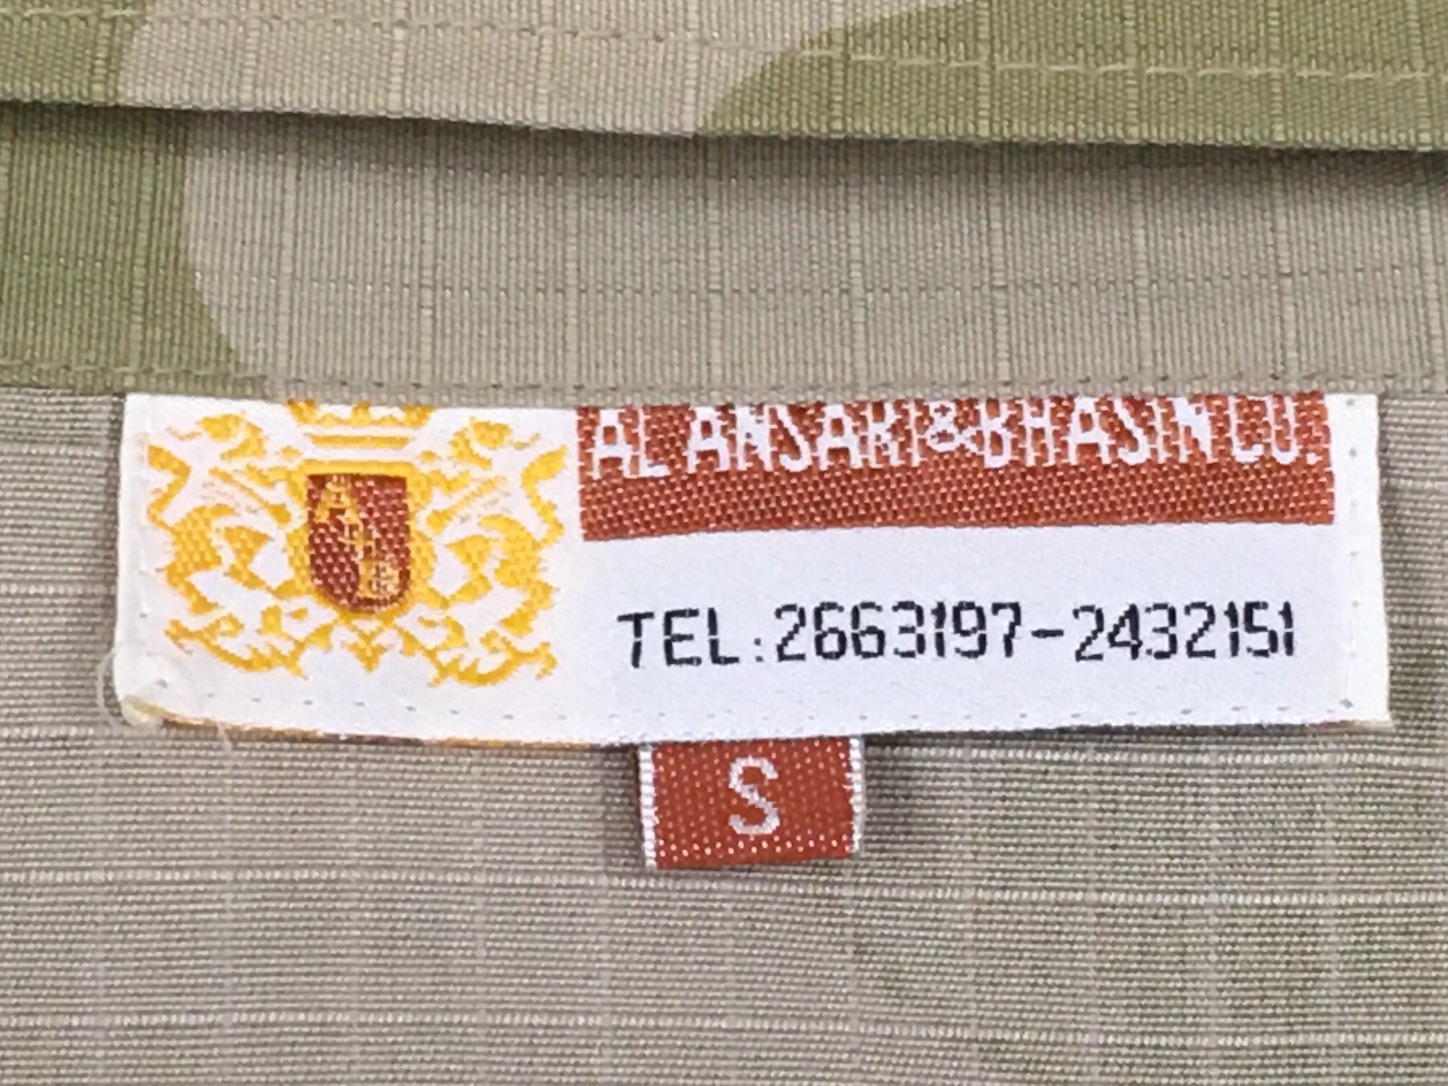 AL ANSARI & BHASIN CO.
A
&
B
TEL:2663197-2432151
S